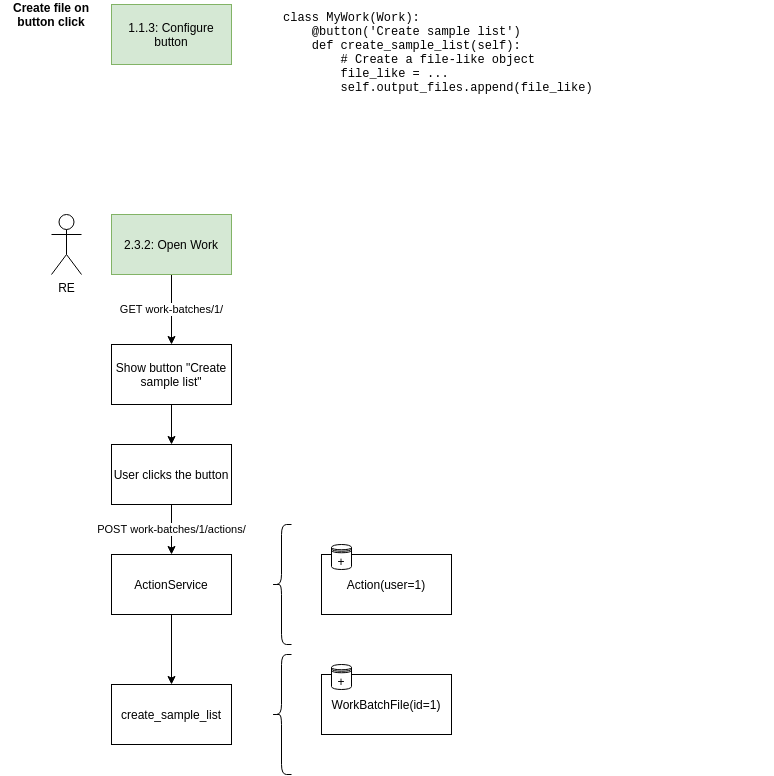 Create file on
button click
1.1.3: Configure
button
class MyWork(Work):
    @button('Create sample list')
    def create_sample_list(self):
        # Create a file-like object
        file_like = ...
        self.output_files.append(file_like)
2.3.2: Open Work
RE
GET work-batches/1/
Show button "Create
sample list"
User clicks the button
POST work-batches/1/actions/
+
ActionService
Action(user=1)
+
create_sample_list
WorkBatchFile(id=1)